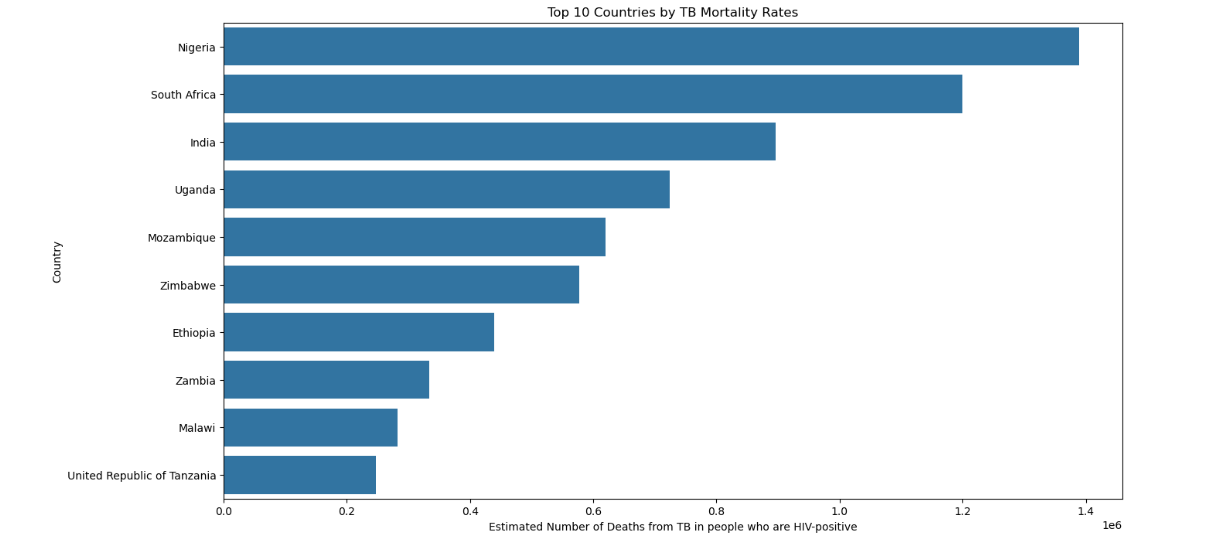 Top 10 Countries by TB Mortality Rates
Nigeria
South Africa
India
Uganda
Mozambique
Zimbabwe
Ethiopia
Zambia
Malawi
United Republic of Tanzania
Country
0.0 0.2 0.4 0.6 0.8 1.0 1.2 1.4
1e6
Estimated Number of Deaths from TB in people who are HIV-positive